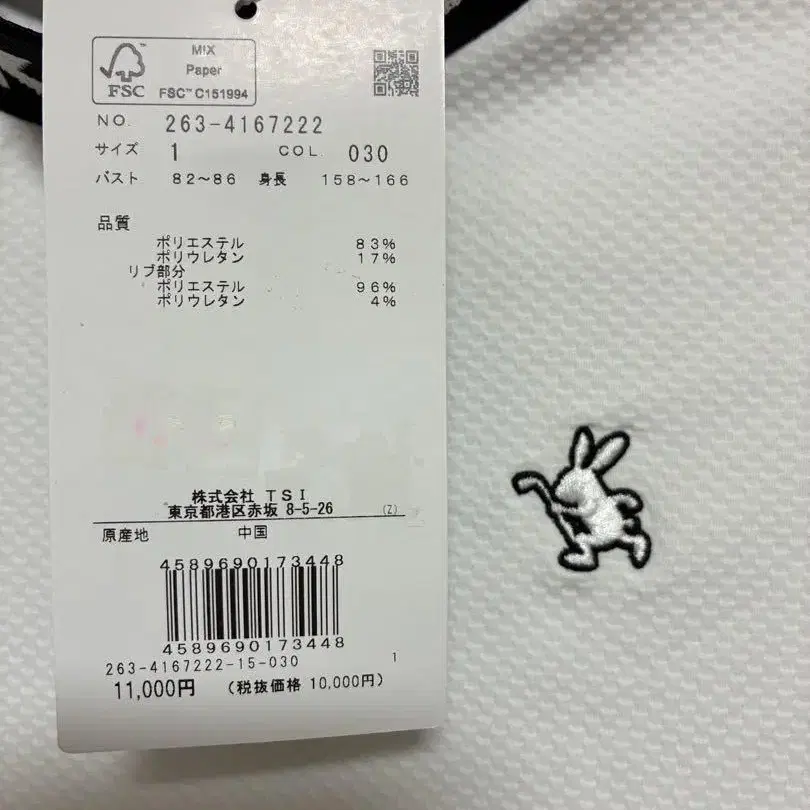 MIX
Paper
FSC
FSC™ C151994
NO. 263-4167222
サイズ 1 COL. 030
バスト 82～86 身長 158～166
品質
ポリエステル 83%
ポリウレタン 17%
リブ部分
ポリエステル 96%
ポリウレタン 4%
株式会社 TSI
東京都港区赤坂 8-5-26 (Z)
原産地 中国
4589690173448
4589690173448
263-4167222-15-030 1
11,000円 (税抜価格 10,000円)